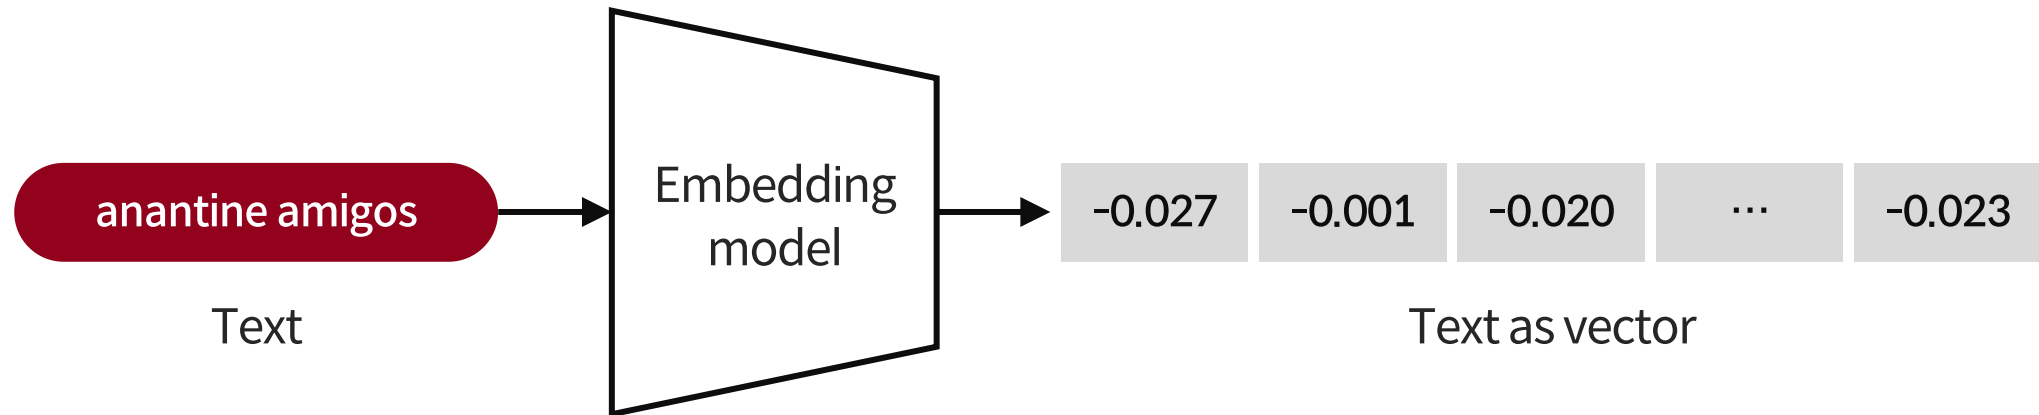 anantine amigos
Text
Embedding
model
-0.027 -0.001 -0.020 ... -0.023
Text as vector